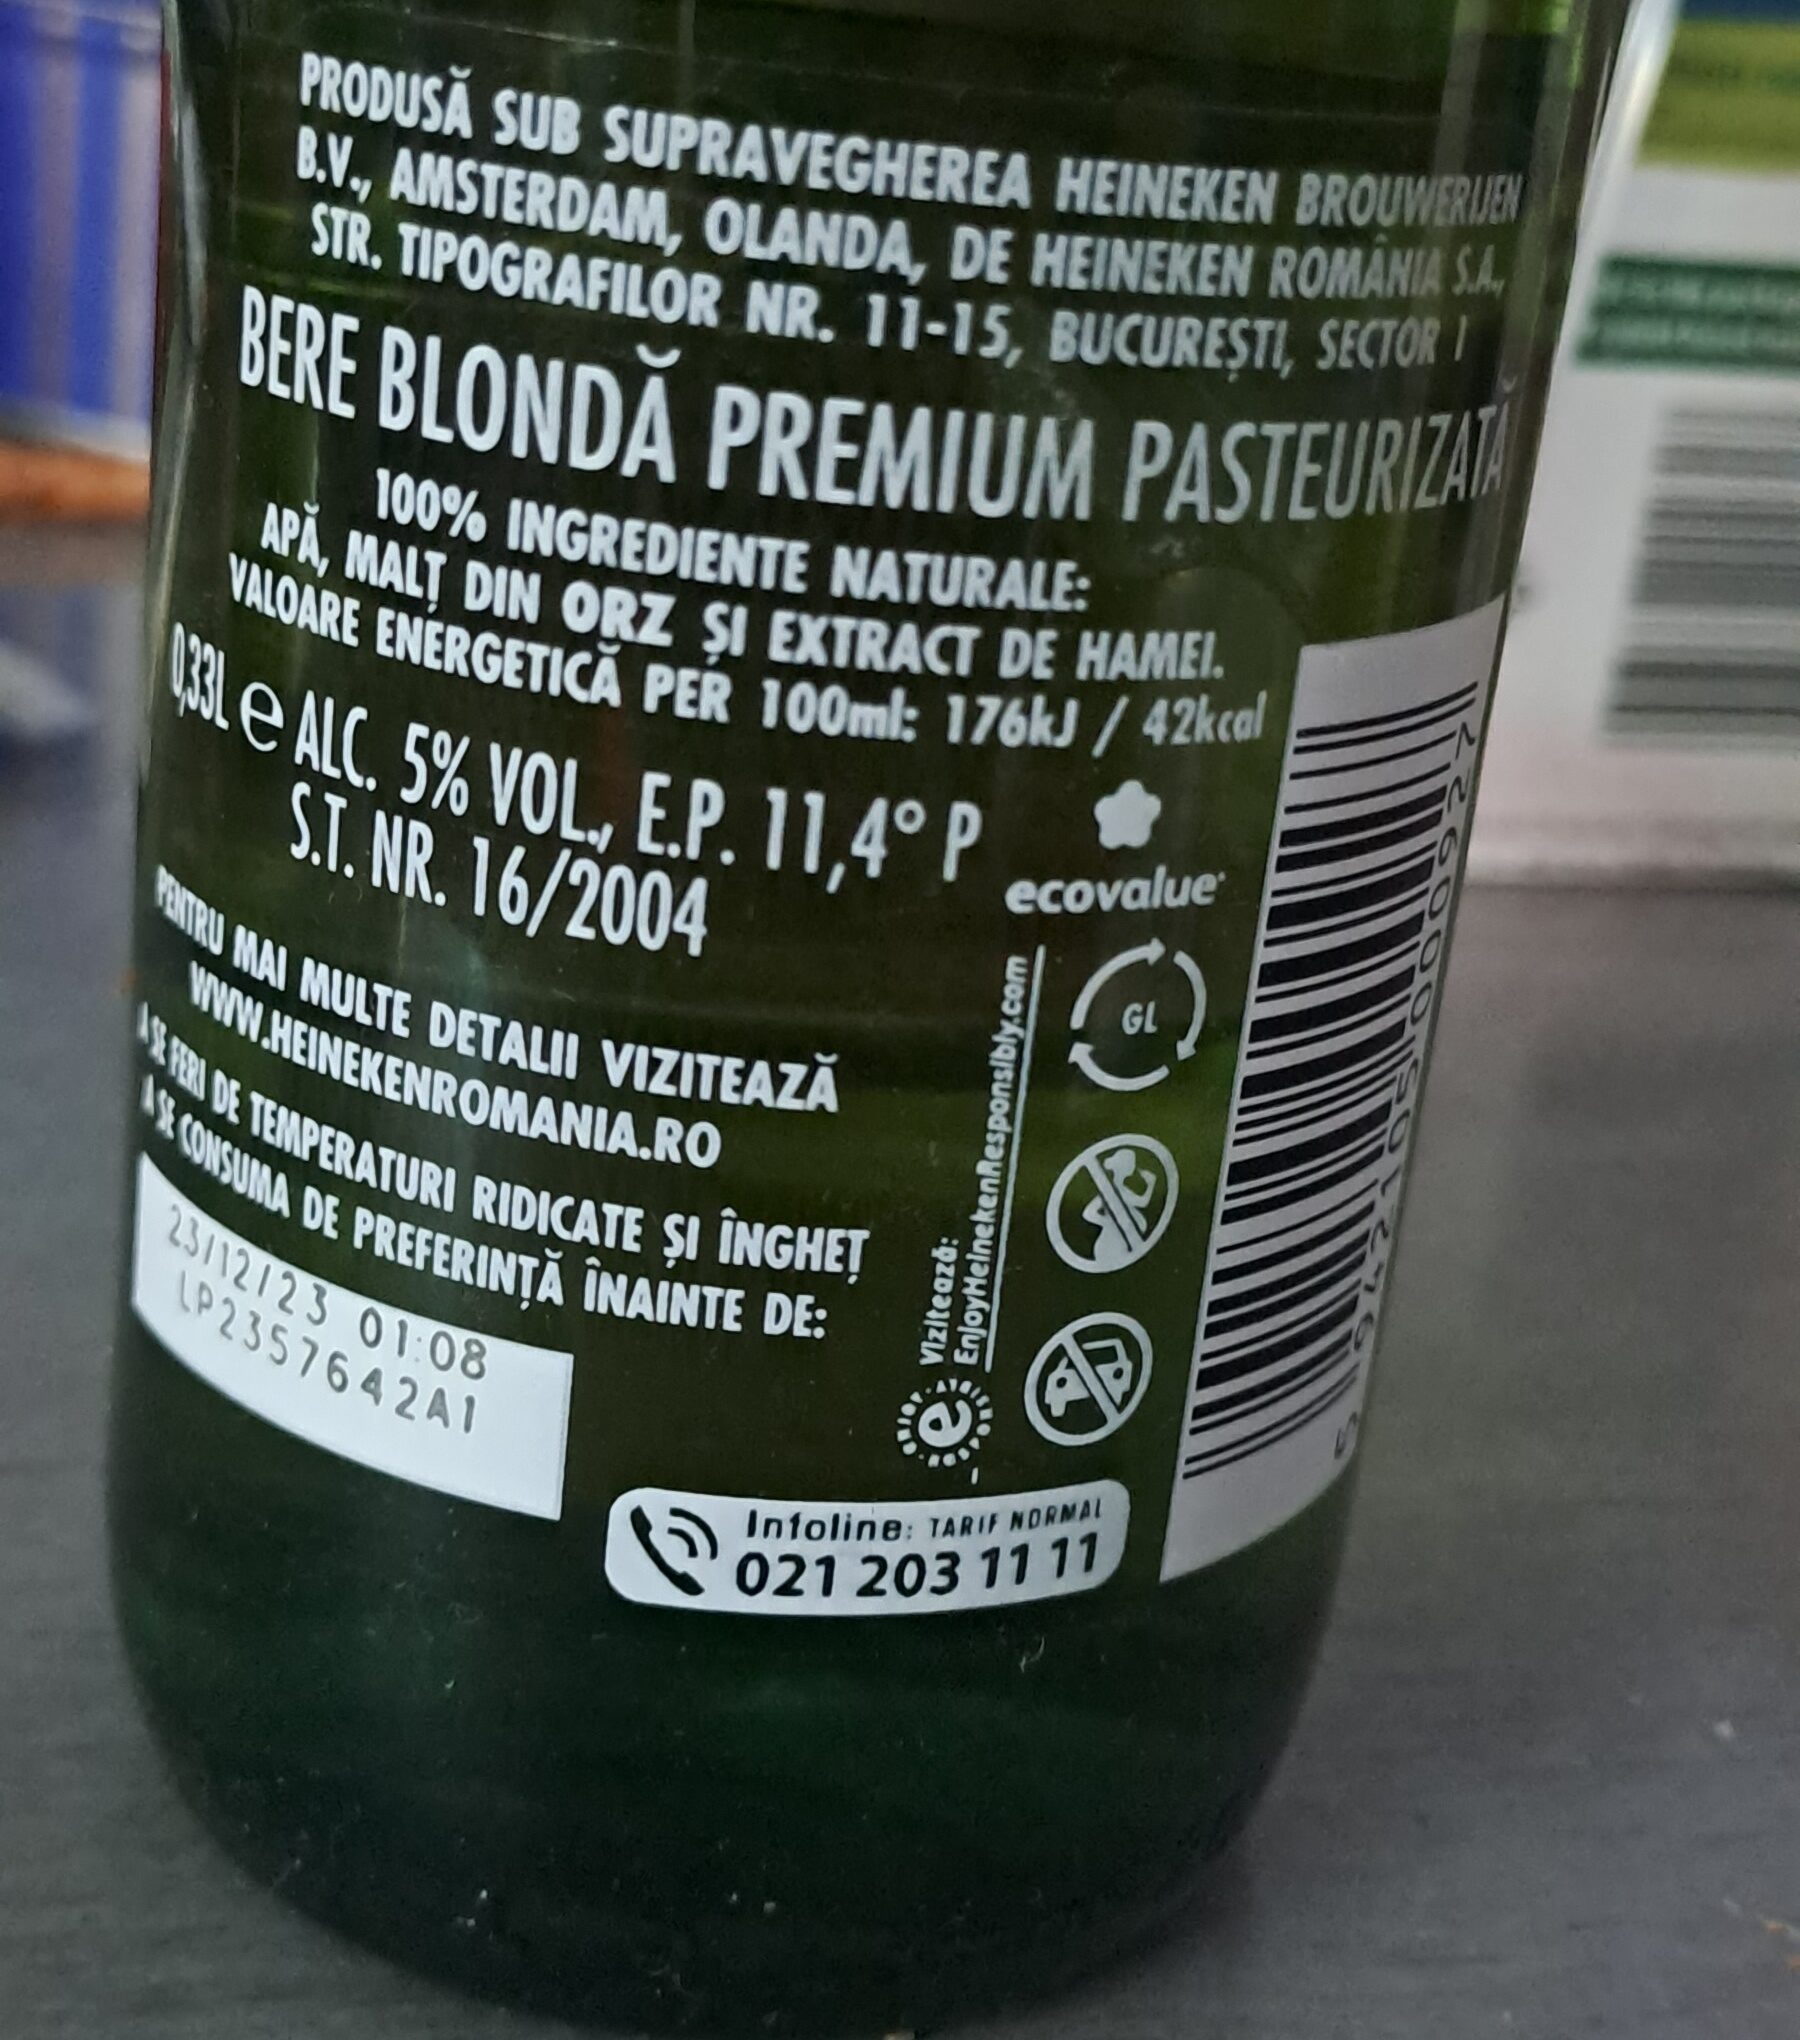 PRODUSĂ SUB SUPRAVEGHEREA HEINEKEN BROUWERIJEN
B.V., AMSTERDAM, OLANDA, DE HEINEKEN ROMÂNIA S.A.,
STR. TIPOGRAFILOR NR. 11-15, BUCUREȘTI, SECTOR 1
BERE BLONDĂ PREMIUM PASTEURIZATĂ
100% INGREDIENTE NATURALE:
APĂ, MALȚ DIN ORZ ȘI EXTRACT DE HAMEI.
VALOARE ENERGETICĂ PER 100ml: 176kJ / 42kcal
0,33L e ALC. 5% VOL., E.P. 11,4° P
S.T. NR. 16/2004
PENTRU MAI MULTE DETALII VIZITEAZĂ
WWW.HEINEKENROMANIA.RO
A SE FERI DE TEMPERATURI RIDICATE ȘI ÎNGHEȚ
A SE CONSUMA DE PREFERINȚĂ ÎNAINTE DE:
23/12/23 01:08
LP2357642A1
ecovalue
GL
Vizitează:
EnjoyHeinekenResponsibly.com
e
Infoline: TARIF NORMAL
021 203 11 11
5 942105 000927